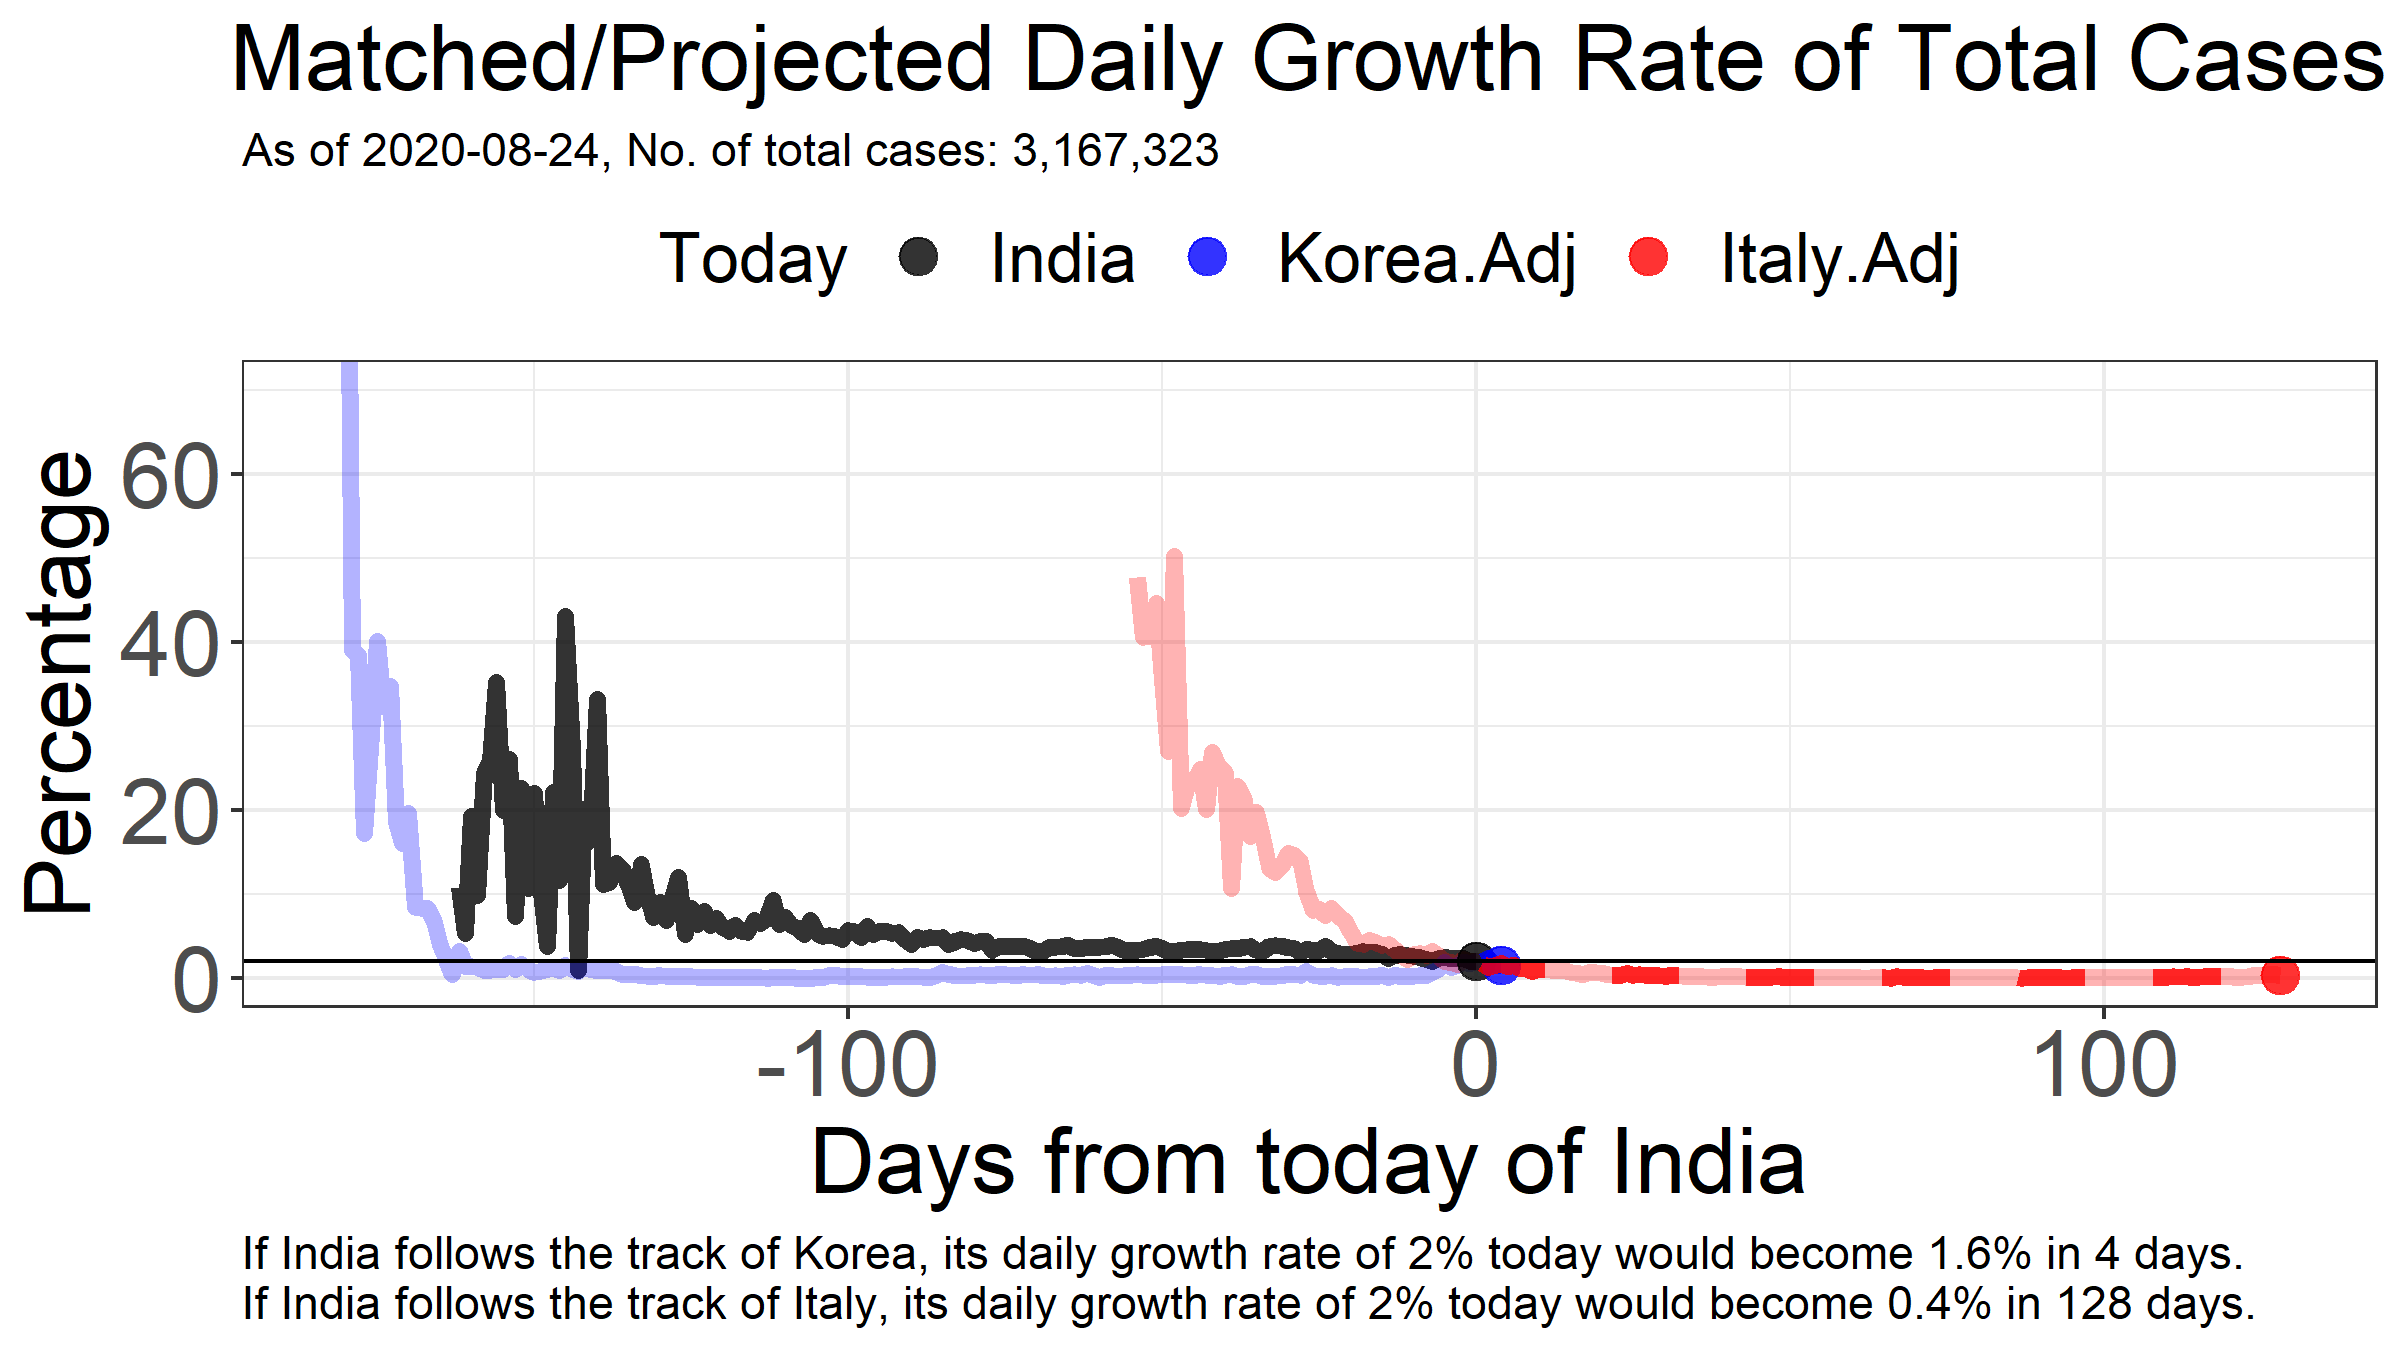 Matched/Projected Daily Growth Rate of Total Cases
As of 2020-08-24, No. of total cases: 3,167,323
Today India Korea.Adj Italy.Adj
Percentage
60
40
20
0
-100 0 100
Days from today of India
If India follows the track of Korea, its daily growth rate of 2% today would become 1.6% in 4 days.
If India follows the track of Italy, its daily growth rate of 2% today would become 0.4% in 128 days.